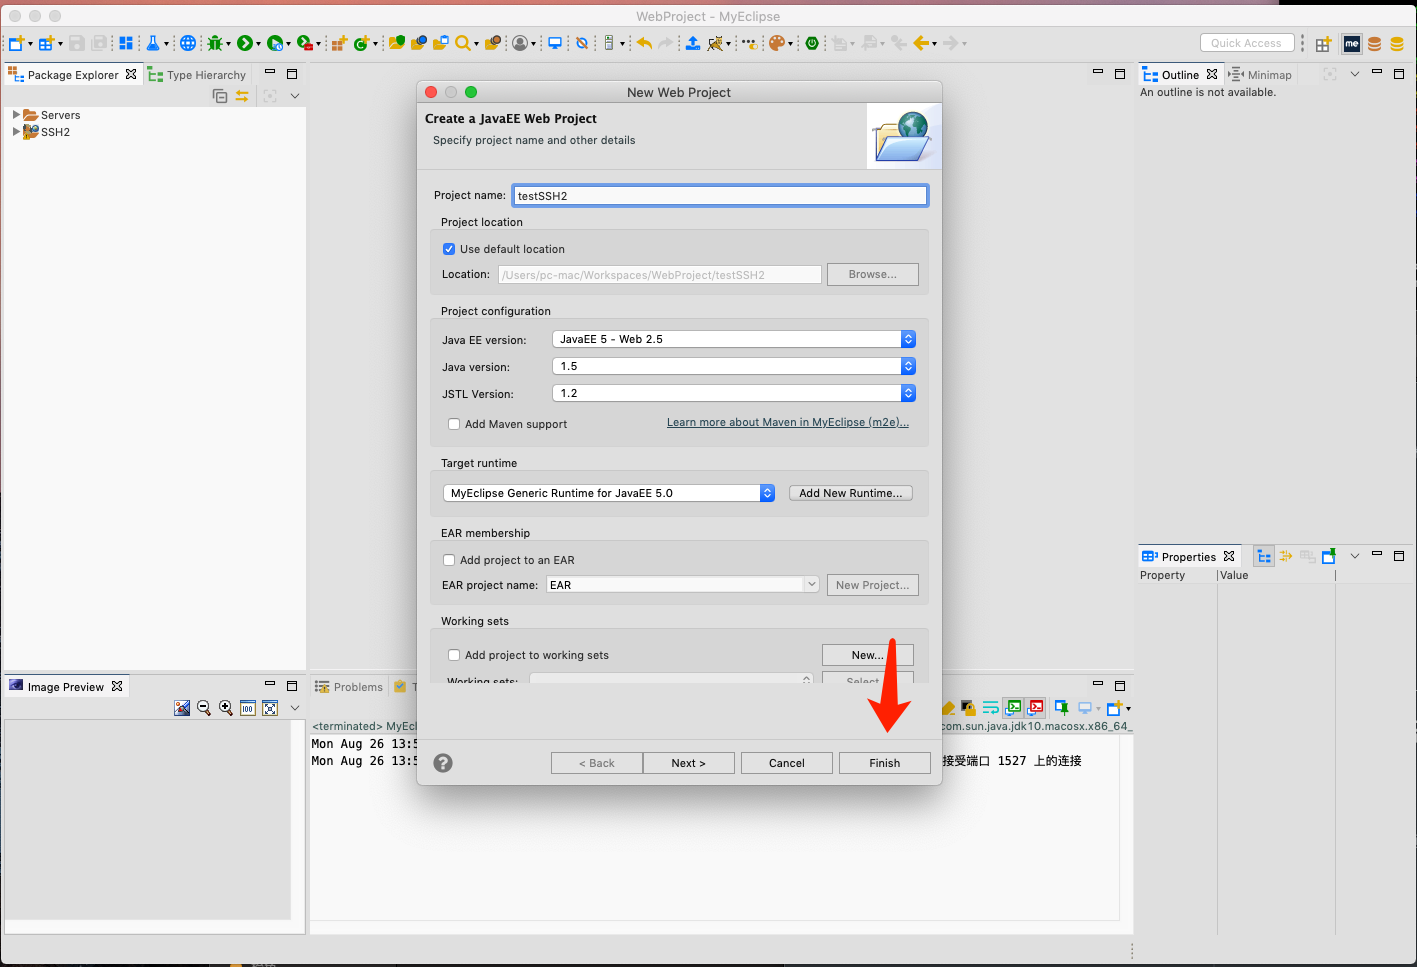 WebProject - MyEclipse
Quick Access
me
Package Explorer
Type Hierarchy
Servers
SSH2
New Web Project
Create a JavaEE Web Project
Specify project name and other details
Project name: testSSH2
Project location
Use default location
Location: /Users/pc-mac/Workspaces/WebProject/testSSH2 Browse...
Project configuration
Java EE version: JavaEE 5 - Web 2.5
Java version: 1.5
JSTL Version: 1.2
Add Maven support Learn more about Maven in MyEclipse (m2e)...
Target runtime
MyEclipse Generic Runtime for JavaEE 5.0 Add New Runtime...
EAR membership
Add project to an EAR
EAR project name: EAR New Project...
Working sets
Add project to working sets New...
Working sets: Select
? < Back Next > Cancel Finish
Outline Minimap
An outline is not available.
Properties
Property Value
Image Preview
100
Problems T
<terminated> MyEcl com.sun.java.jdk10.macosx.x86_64_
Mon Aug 26 13:5
Mon Aug 26 13:5 接受端口 1527 上的连接